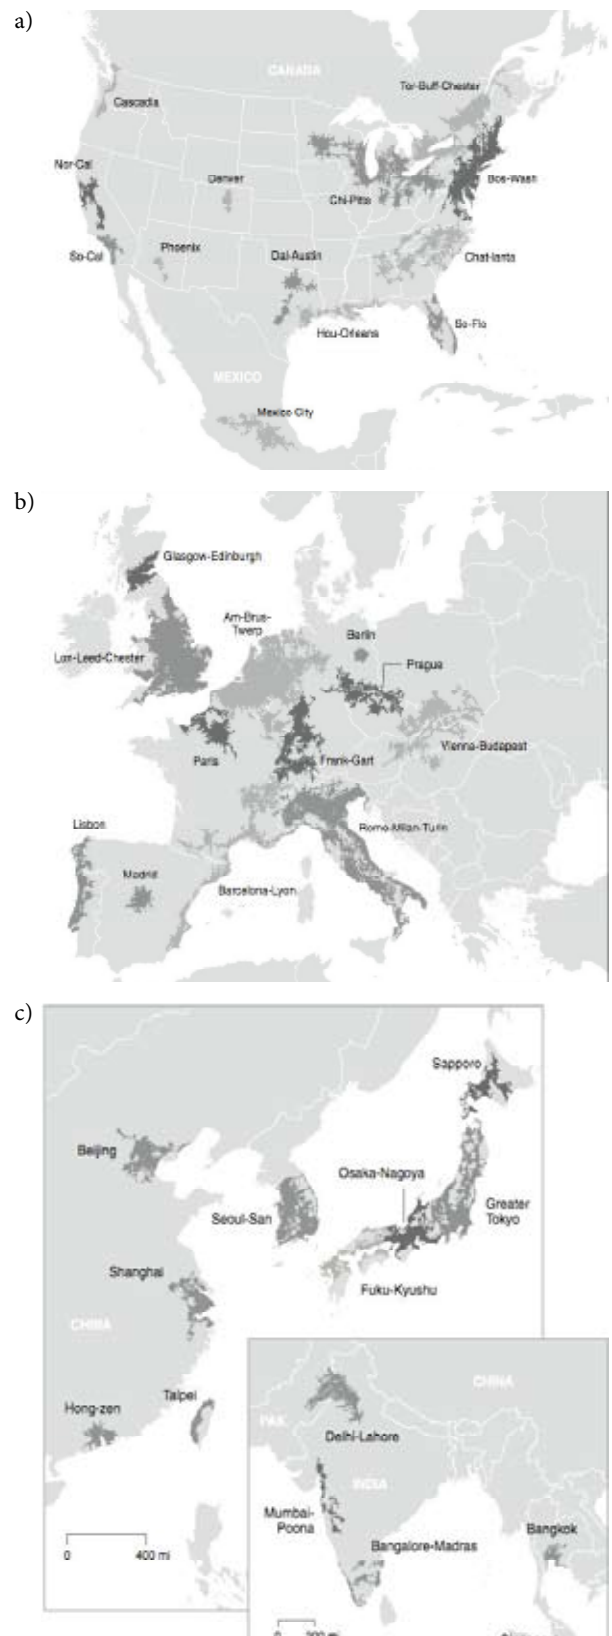 a)
CANADA
Tor-Buff-Chester
Cascadia
Nor-Cal
Denver
Bos-Wash
Chi-Pitts
So-Cal
Phoenix
Dal-Austin
Char-lanta
Hou-Orleans
So-Flo
MEXICO
Mexico City
b)
Glasgow-Edinburgh
Am-Brus-
Twerp
Berlin
Lon-Leed-Chester
Prague
Paris
Frank-Gart
Vienna-Budapest
Lisbon
Rome-Milan-Turin
Madrid
Barcelona-Lyon
c)
Sapporo
Beijing
Osaka-Nagoya
Seoul-San
Greater
Tokyo
Shanghai
Fuku-Kyushu
CHINA
Taipei
Hong-zen
CHINA
PAK
Delhi-Lahore
INDIA
Mumbai-
Poona
Bangkok
Bangalore-Madras
0 400 mi